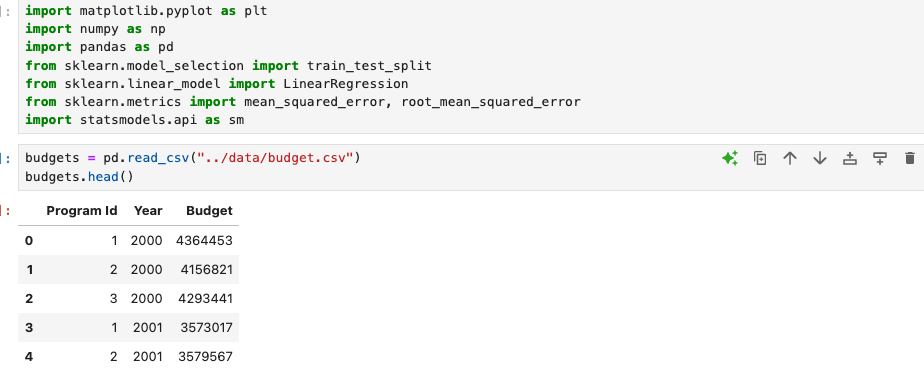 ]:
import matplotlib.pyplot as plt
import numpy as np
import pandas as pd
from sklearn.model_selection import train_test_split
from sklearn.linear_model import LinearRegression
from sklearn.metrics import mean_squared_error, root_mean_squared_error
import statsmodels.api as sm
]:
budgets = pd.read_csv("../data/budget.csv")
budgets.head()
]:
Program Id Year Budget
0 1 2000 4364453
1 2 2000 4156821
2 3 2000 4293441
3 1 2001 3573017
4 2 2001 3579567